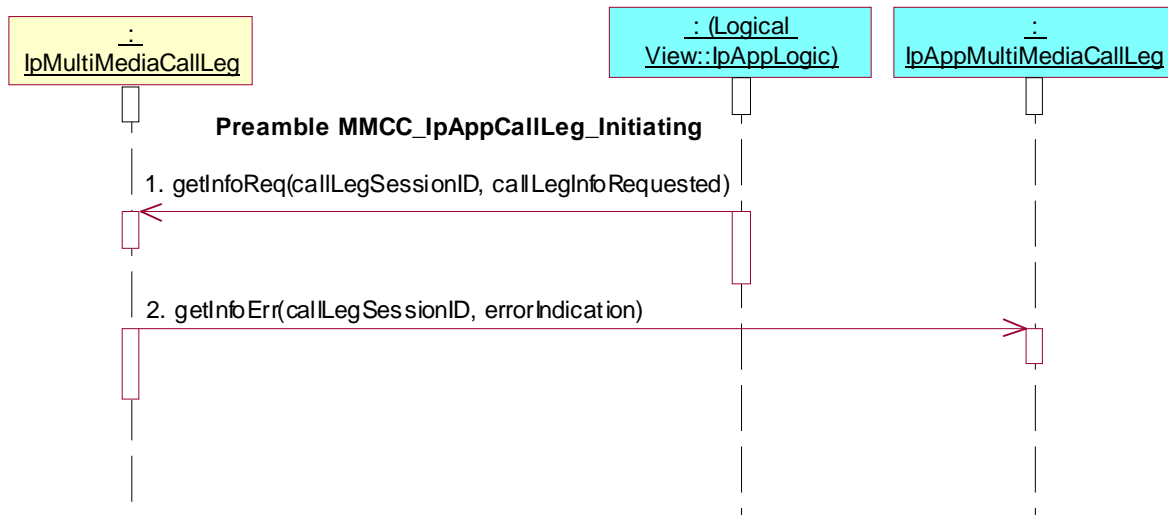 :
IpMultiMediaCallLeg
: (Logical
View::IpAppLogic)
:
IpAppMultiMediaCallLeg
Preamble MMCC_IpAppCallLeg_Initiating
1. getInfoReq(callLegSessionID, callLegInfoRequested)
2. getInfoErr(callLegSessionID, errorIndication)